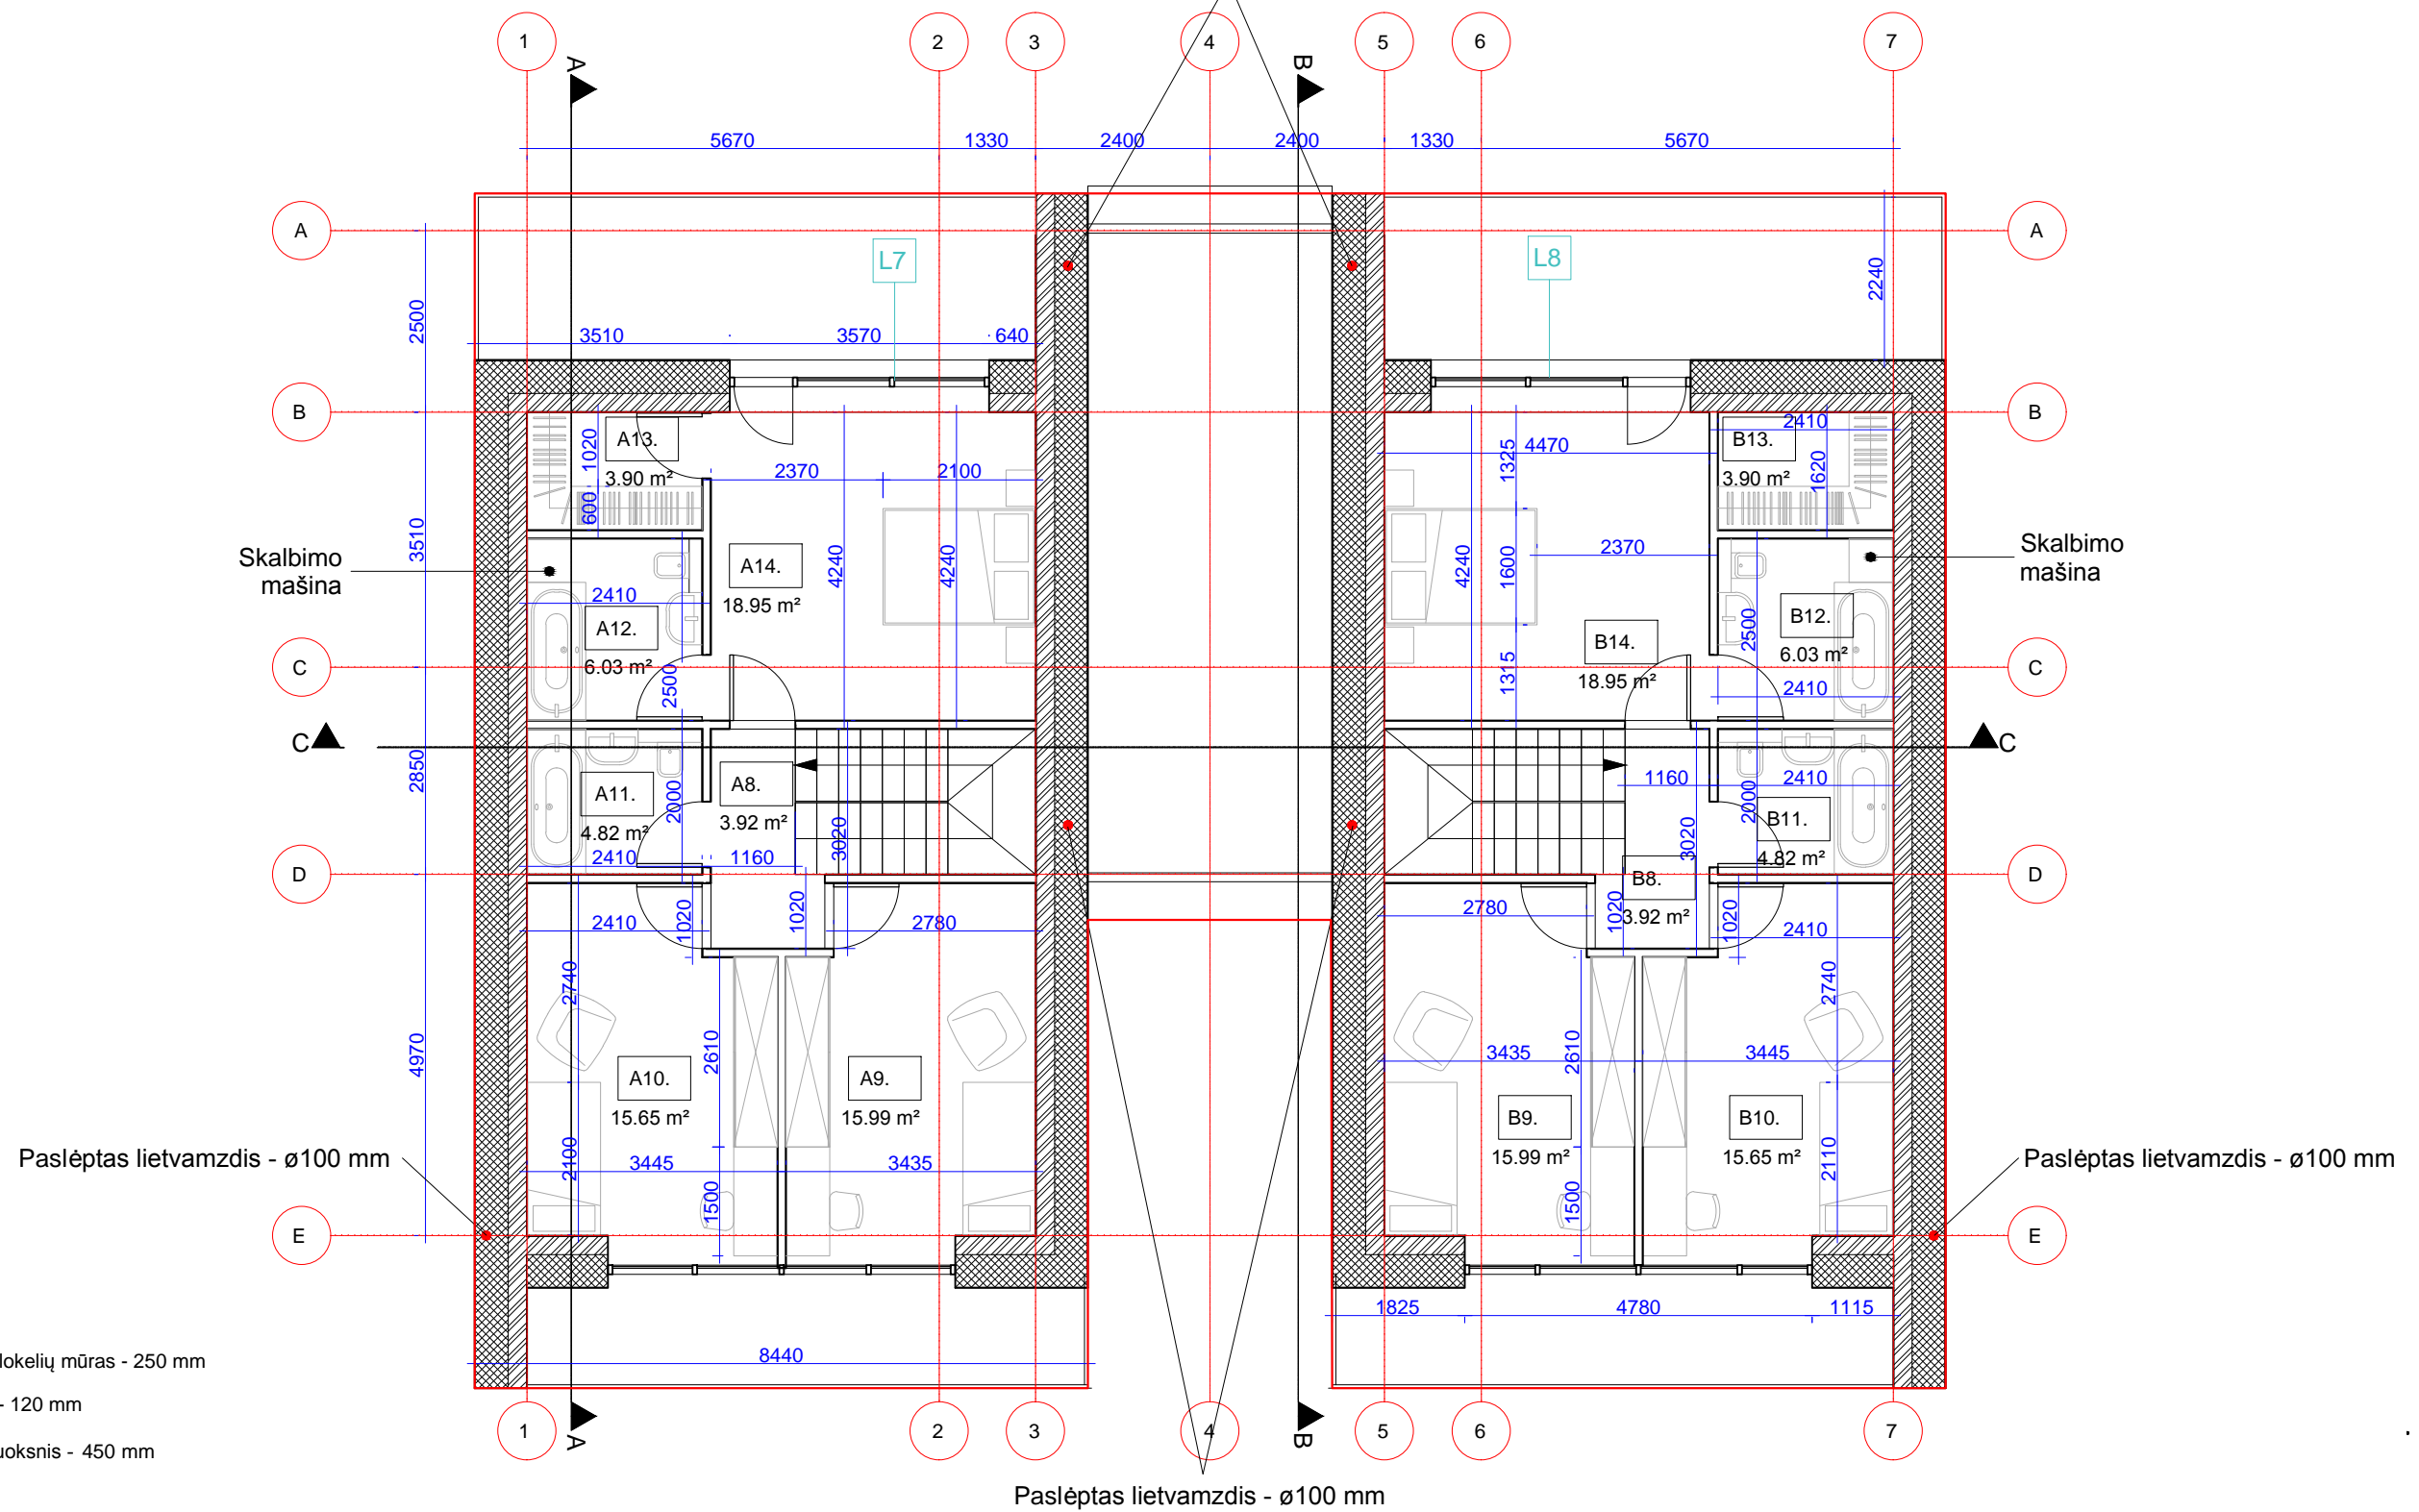 1 2 3 4 5 6 7
A B
5670 1330 2400 2400 1330 5670
A A
L7 L8
2240
2500
3510 3570 640
B B
A13.
3.90 m²
1020
600
2370 2100
4470
1325
B13.
2410
3.90 m²
1620
3510
Skalbimo
mašina
A14.
18.95 m²
4240 4240
4240
1600
2370
Skalbimo
mašina
2410
A12.
6.03 m²
2500
B14.
18.95 m²
1315
2500
B12.
6.03 m²
2410
C C
C C
2850
A11.
4.82 m²
2000
A8.
3.92 m²
3020
2410 1160
1160 2410
2000
B11.
4.82 m²
3020
D D
B8.
3.92 m²
2410 1020 1020 2780
2780 1020 1020 2410
2740
2740
4970
2610
A10.
15.65 m²
A9.
15.99 m²
3435 2610 3445
B9.
15.99 m²
B10.
15.65 m²
Paslėptas lietvamzdis - ø100 mm
2100
3445 3435
1500
1500
2110
Paslėptas lietvamzdis - ø100 mm
E E
1825 4780 1115
8440
lokelių mūras - 250 mm
- 120 mm
uoksnis - 450 mm
1 2 3 4 5 6 7
A B
Paslėptas lietvamzdis - ø100 mm